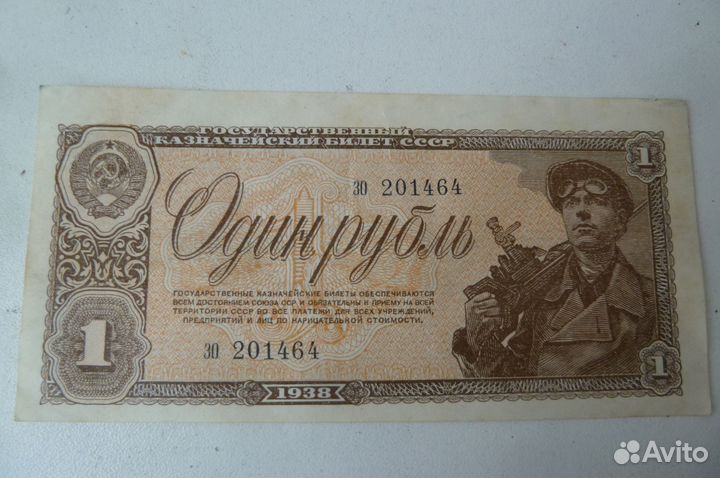 ГОСУДАРСТВЕННЫЙ
КАЗНАЧЕЙСКИЙ БИЛЕТ СССР
1
зо 201464
Один рубль
ГОСУДАРСТВЕННЫЕ КАЗНАЧЕЙСКИЕ БИЛЕТЫ ОБЕСПЕЧИВАЮТСЯ
ВСЕМ ДОСТОЯНИЕМ СОЮЗА ССР И ОБЯЗАТЕЛЬНЫ К ПРИЕМУ НА ВСЕЙ
ТЕРРИТОРИИ СССР ВО ВСЕ ПЛАТЕЖИ ДЛЯ ВСЕХ УЧРЕЖДЕНИЙ,
ПРЕДПРИЯТИЙ И ЛИЦ ПО НАРИЦАТЕЛЬНОЙ СТОИМОСТИ.
1
зо 201464
1
1938
Avito